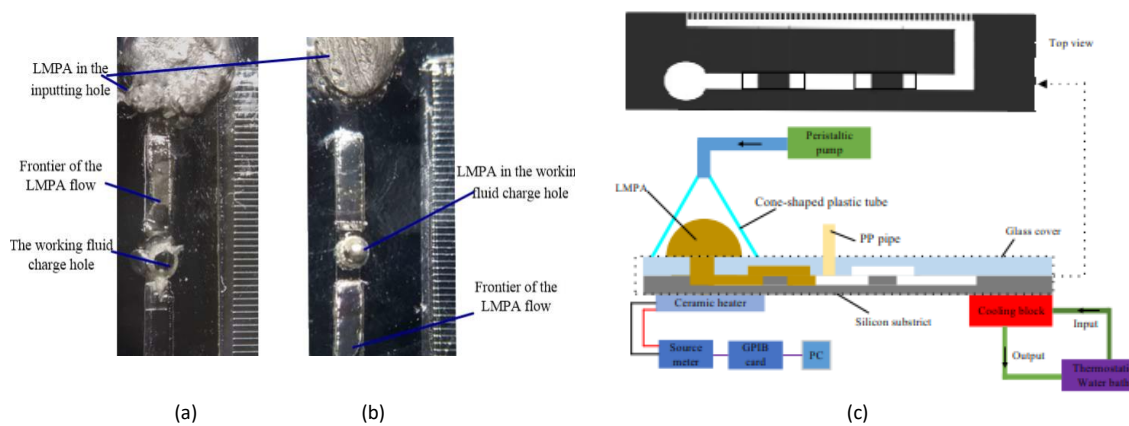 LMPA in the
inputting hole
Frontier of the
LMPA flow
The working fluid
charge hole
LMPA in the workin
fluid charge hole
Frontier of the
LMPA flow
Top view
Peristaltic
pump
LMPA
Cone-shaped plastic tube
PP pipe
Glass cover
Ceramic heater
Silicon substrict
Cooling block
Input
Source
meter
GPIB
card
PC
Output
Thermostati
Water bath
(a)
(b)
(c)